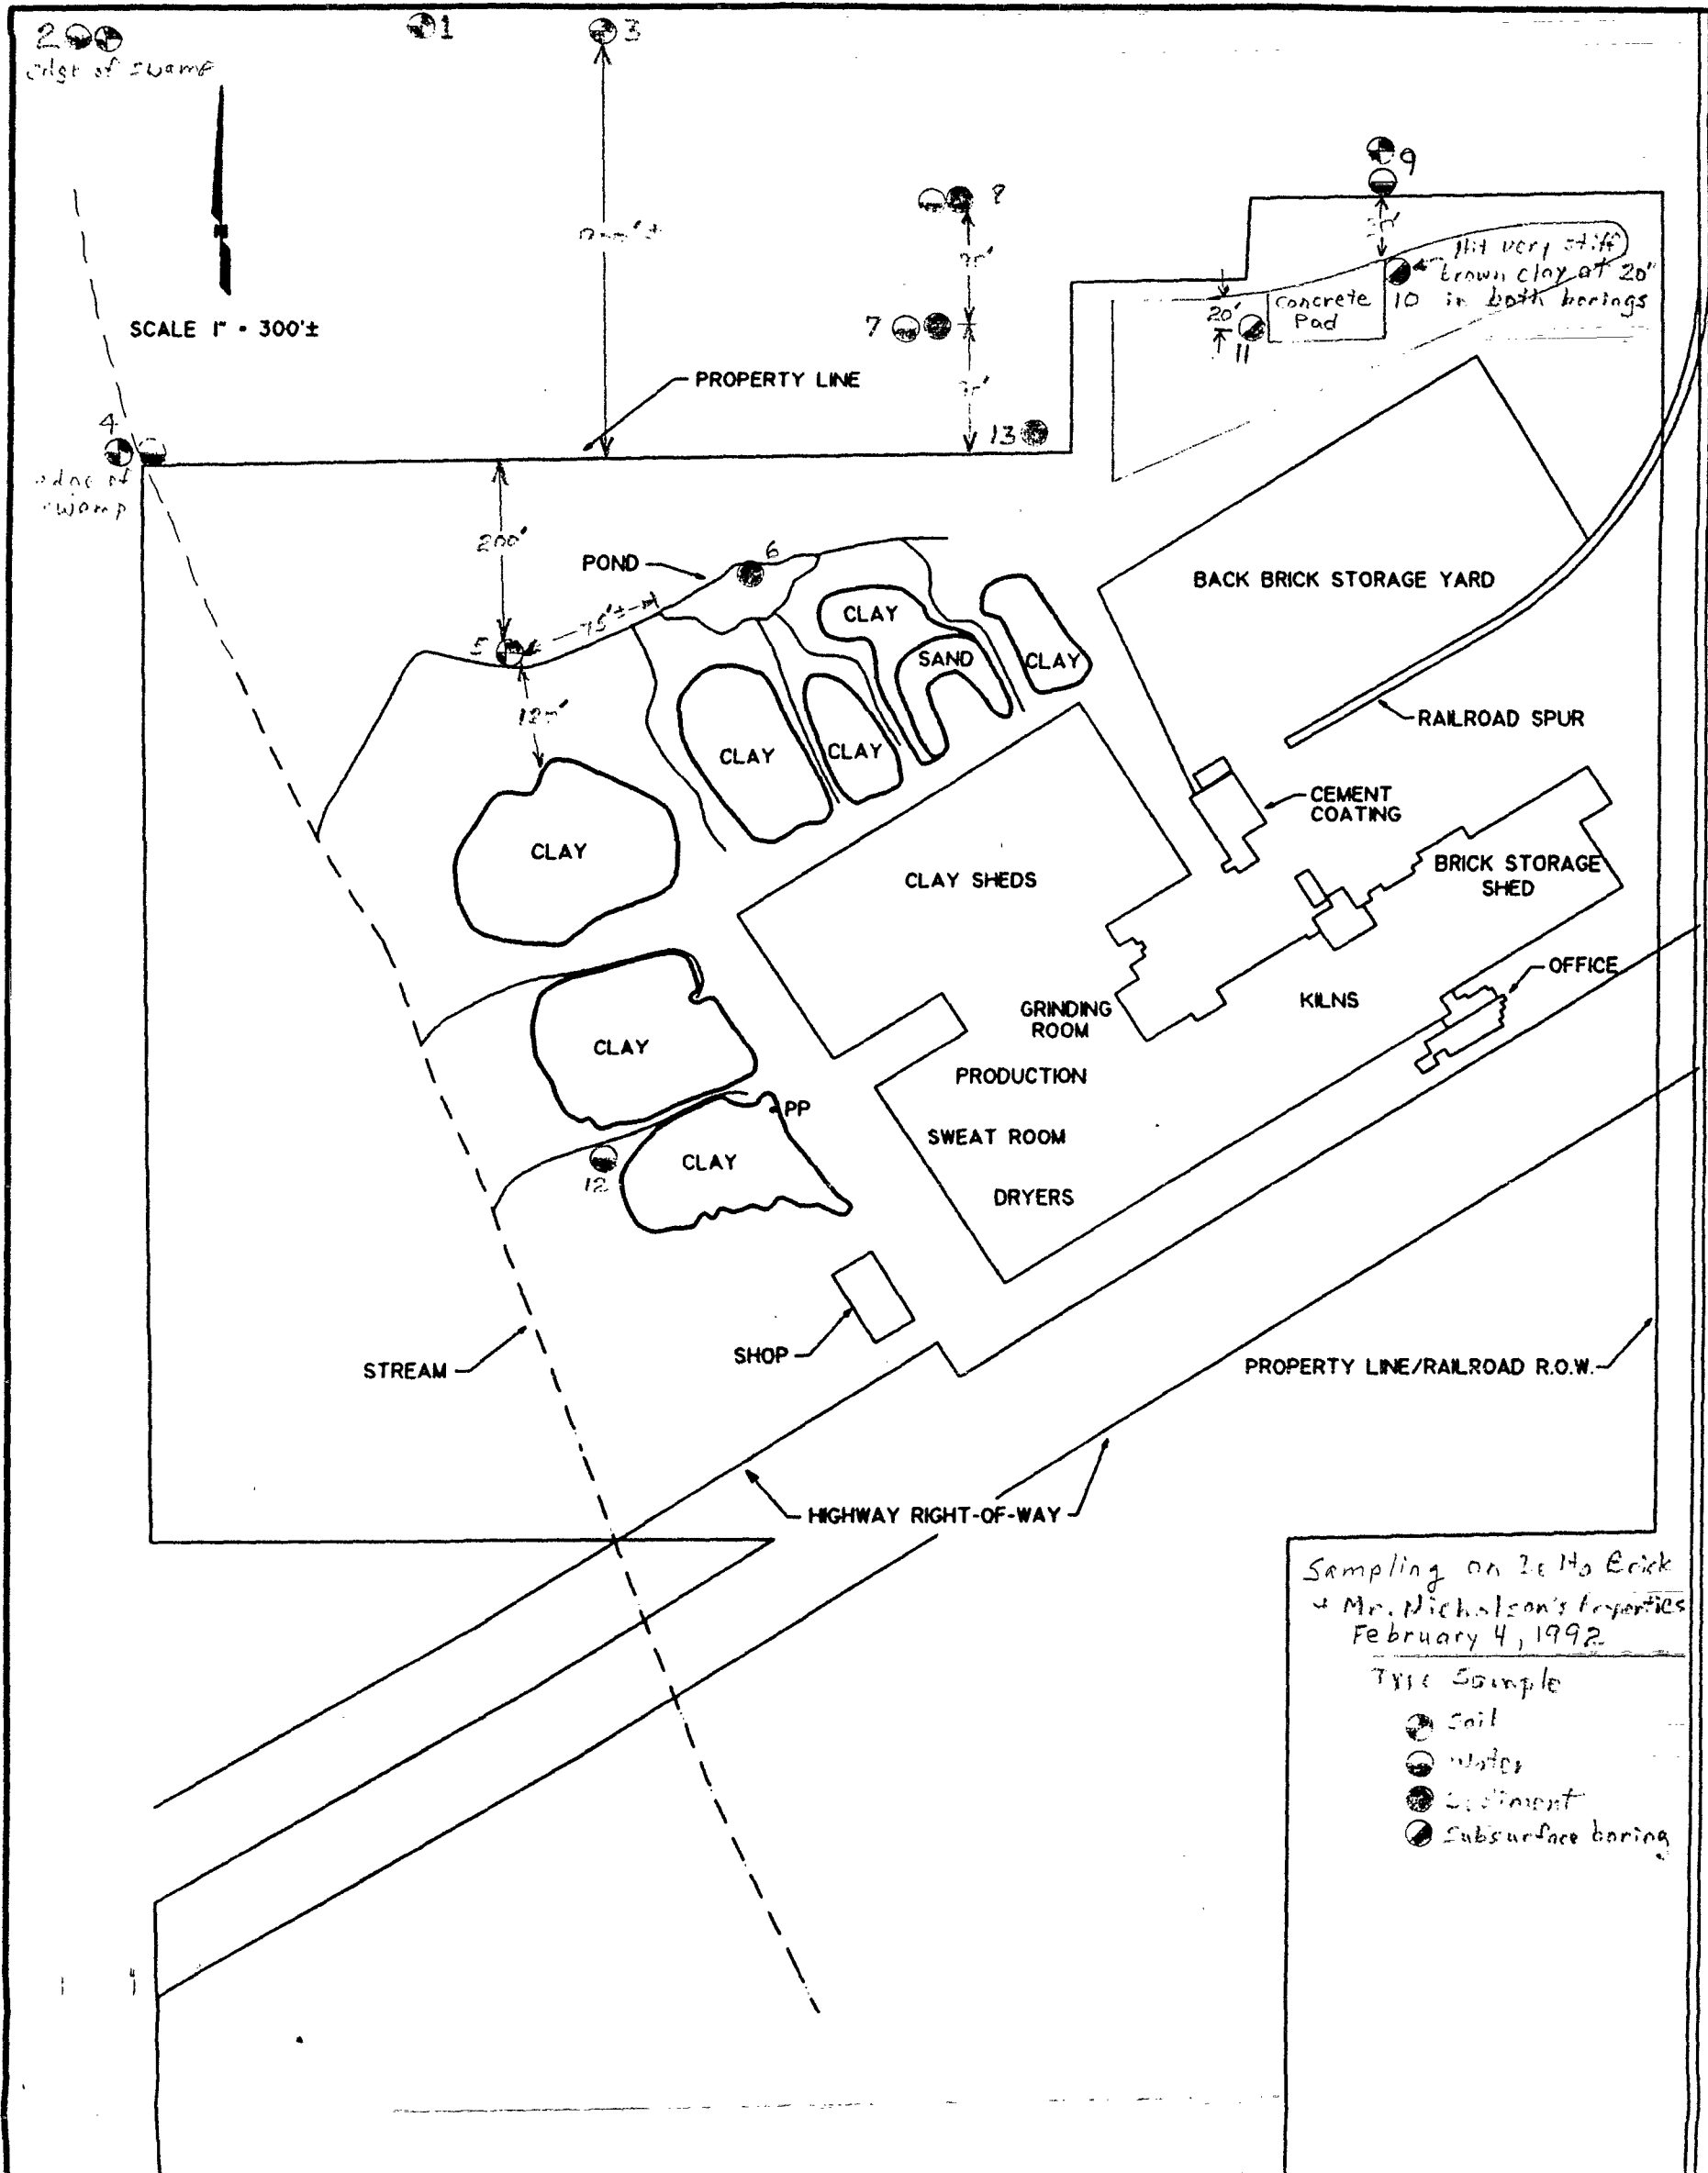 2
1
3
edge of swamp
9
8
SCALE 1" = 300'±
Hit very stiff
brown clay at 20"
10 in both borings
Concrete
Pad
20'
11
7
PROPERTY LINE
4
13
edge of
swamp
200'
POND
6
75'±
5
120'
CLAY
SAND
CLAY
CLAY
CLAY
CLAY
CLAY
CLAY
PP
12
BACK BRICK STORAGE YARD
RAILROAD SPUR
CEMENT
COATING
BRICK STORAGE
SHED
CLAY SHEDS
OFFICE
KILNS
GRINDING
ROOM
PRODUCTION
SWEAT ROOM
DRYERS
SHOP
STREAM
PROPERTY LINE/RAILROAD R.O.W.
HIGHWAY RIGHT-OF-WAY
Sampling on Brick
+ Mr. Nicholson's Properties
February 4, 1992
Type Sample
Soil
Water
Sediment
Subsurface boring